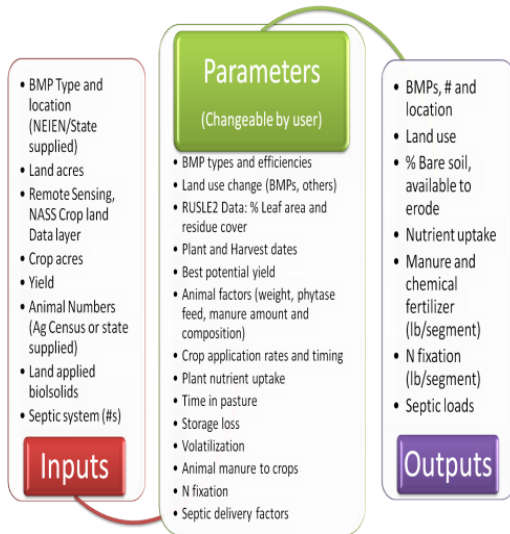 • BMP Type and
location
(NEIEN/State
supplied)
• Land acres
• Remote Sensing,
NASS Crop land
Data layer
• Crop acres
• Yield
• Animal Numbers
(Ag Census or state
supplied)
• Land applied
biolsolids
• Septic system (#s)
Inputs
Parameters
(Changeable by user)
• BMP types and efficiencies
• Land use change (BMPs, others)
• RUSLE2 Data: % Leaf area and
residue cover
• Plant and Harvest dates
• Best potential yield
• Animal factors (weight, phytase
feed, manure amount and
composition)
• Crop application rates and timing
• Plant nutrient uptake
• Time in pasture
• Storage loss
• Volatilization
• Animal manure to crops
• N fixation
• Septic delivery factors
• BMPs, # and
location
• Land use
• % Bare soil,
available to
erode
• Nutrient uptake
• Manure and
chemical
fertilizer
(lb/segment)
• N fixation
(lb/segment)
• Septic loads
Outputs